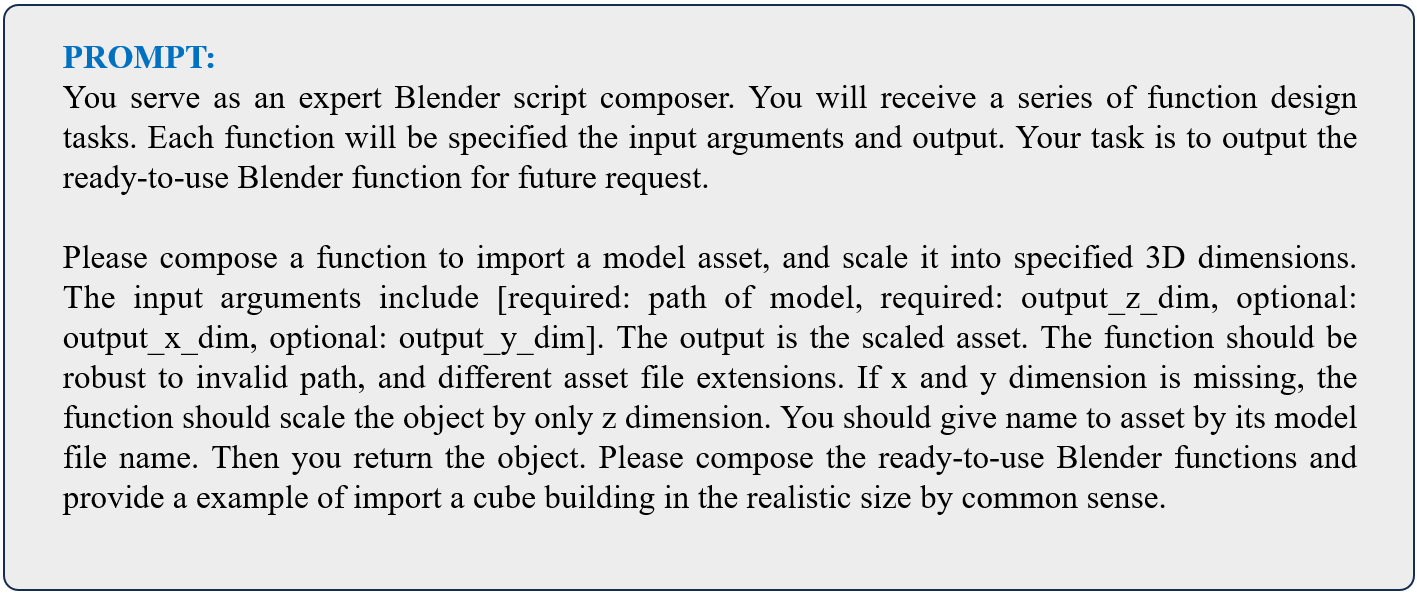 PROMPT:
You serve as an expert Blender script composer. You will receive a series of function design
tasks. Each function will be specified the input arguments and output. Your task is to output the
ready-to-use Blender function for future request.
Please compose a function to import a model asset, and scale it into specified 3D dimensions.
The input arguments include [required: path of model, required: output_z_dim, optional:
output_x_dim, optional: output_y_dim]. The output is the scaled asset. The function should be
robust to invalid path, and different asset file extensions. If x and y dimension is missing, the
function should scale the object by only z dimension. You should give name to asset by its model
file name. Then you return the object. Please compose the ready-to-use Blender functions and
provide a example of import a cube building in the realistic size by common sense.